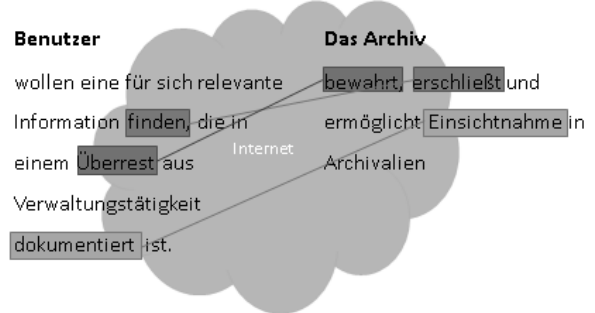 Benutzer
wollen eine für sich relevante
Information finden, die in
einem Überrest aus
Verwaltungstätigkeit
dokumentiert ist.
Internet
Das Archiv
bewahrt, erschließt und
ermöglicht Einsichtnahme in
Archivalien